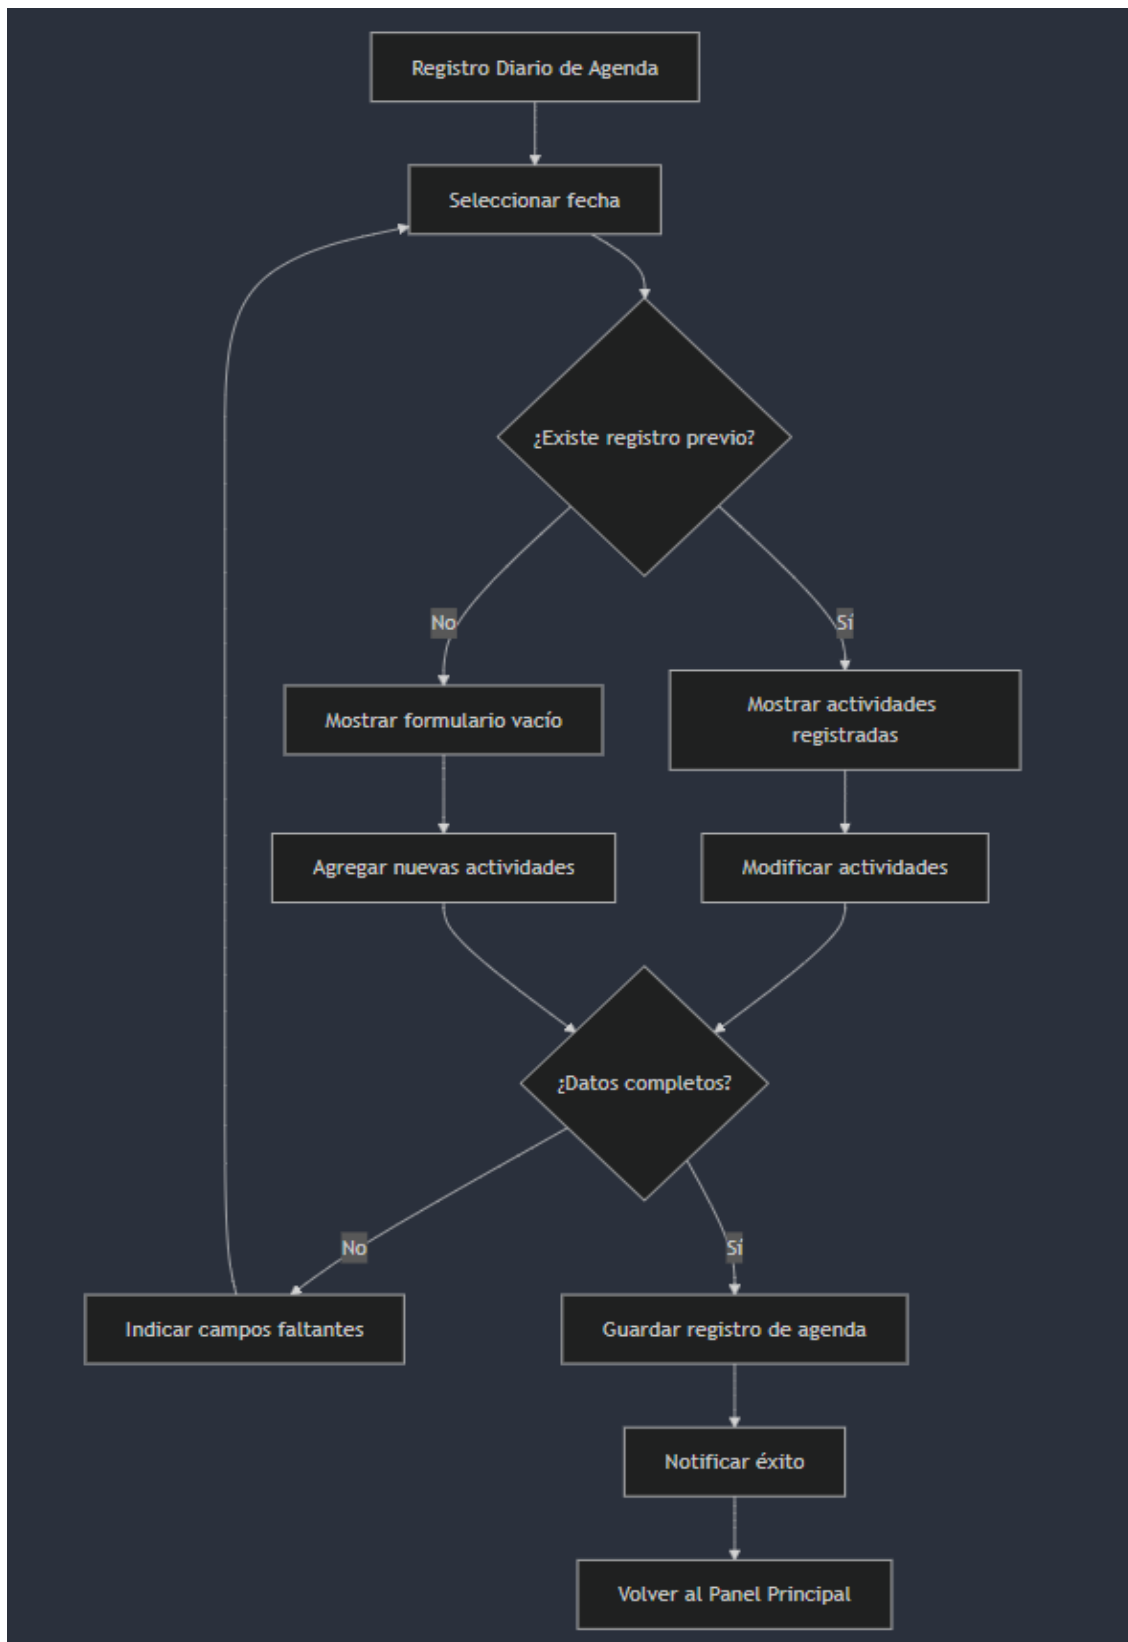 Registro Diario de Agenda
Seleccionar fecha
¿Existe registro previo?
No
Sí
Mostrar formulario vacío
Mostrar actividades
registradas
Agregar nuevas actividades
Modificar actividades
¿Datos completos?
No
Sí
Indicar campos faltantes
Guardar registro de agenda
Notificar éxito
Volver al Panel Principal